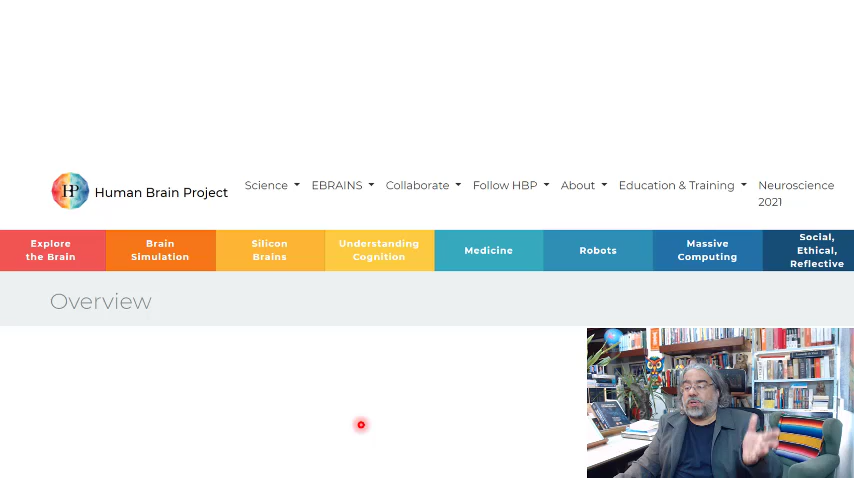 HP Human Brain Project
Science EBRAINS Collaborate Follow HBP About Education & Training Neuroscience
2021
Explore
the Brain
Brain
Simulation
Silicon
Brains
Understanding
Cognition
Medicine
Robots
Massive
Computing
Social,
Ethical,
Reflective
Overview